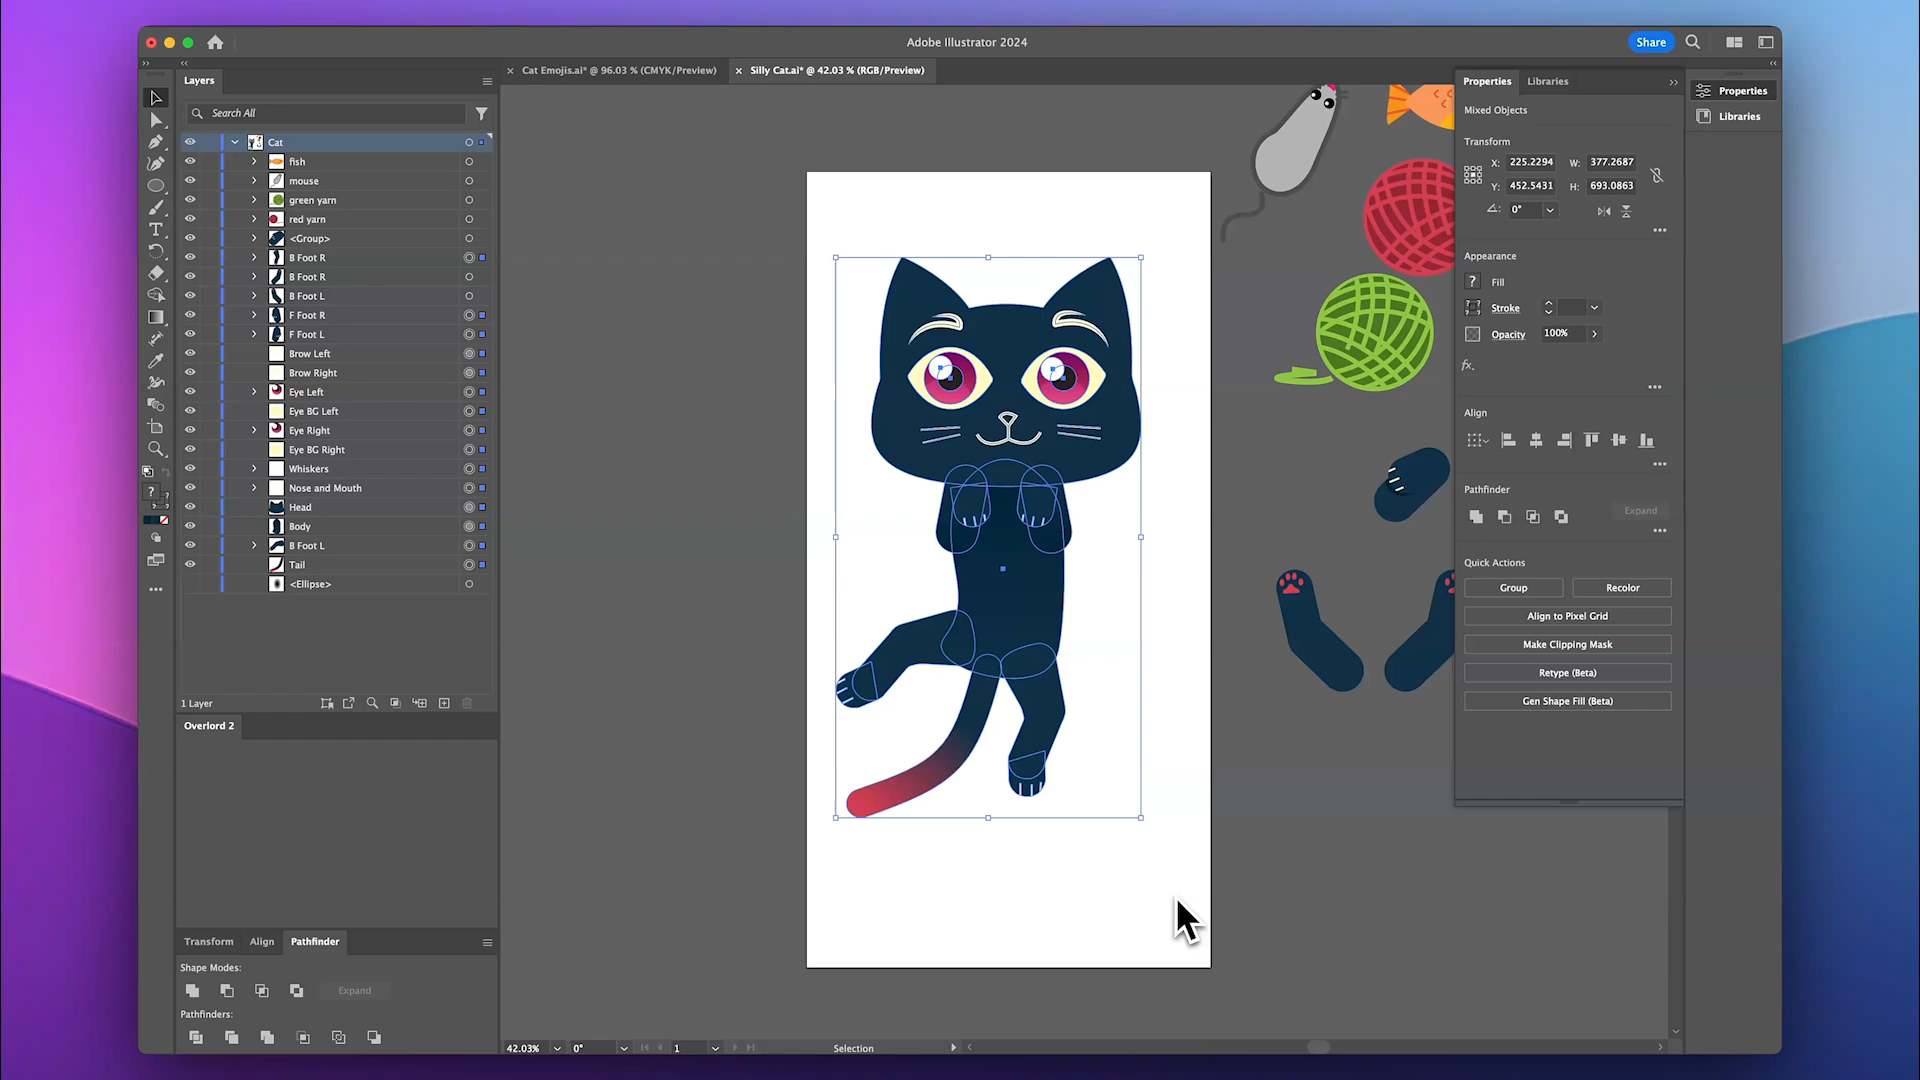 Adobe Illustrator 2024
Share
Layers
Cat Emojis.ai* @ 96.03 % (CMYK/Preview)
Silly Cat.ai* @ 42.03 % (RGB/Preview)
Search All
Cat
fish
mouse
green yarn
red yarn
<Group>
B Foot R
B Foot R
B Foot L
F Foot R
F Foot L
Brow Left
Brow Right
Eye Left
Eye BG Left
Eye Right
Eye BG Right
Whiskers
Nose and Mouth
Head
Body
B Foot L
Tail
<Ellipse>
1 Layer
Overlord 2
Transform
Align
Pathfinder
Shape Modes:
Expand
Pathfinders:
42.03%
0°
1
Selection
Properties
Libraries
Mixed Objects
Transform
X: 225.2294
W: 377.2687
Y: 452.5431
H: 693.0863
0°
Appearance
? Fill
Stroke
Opacity
100%
fx.
Align
Pathfinder
Expand
Quick Actions
Group
Recolor
Align to Pixel Grid
Make Clipping Mask
Retype (Beta)
Gen Shape Fill (Beta)
Properties
Libraries